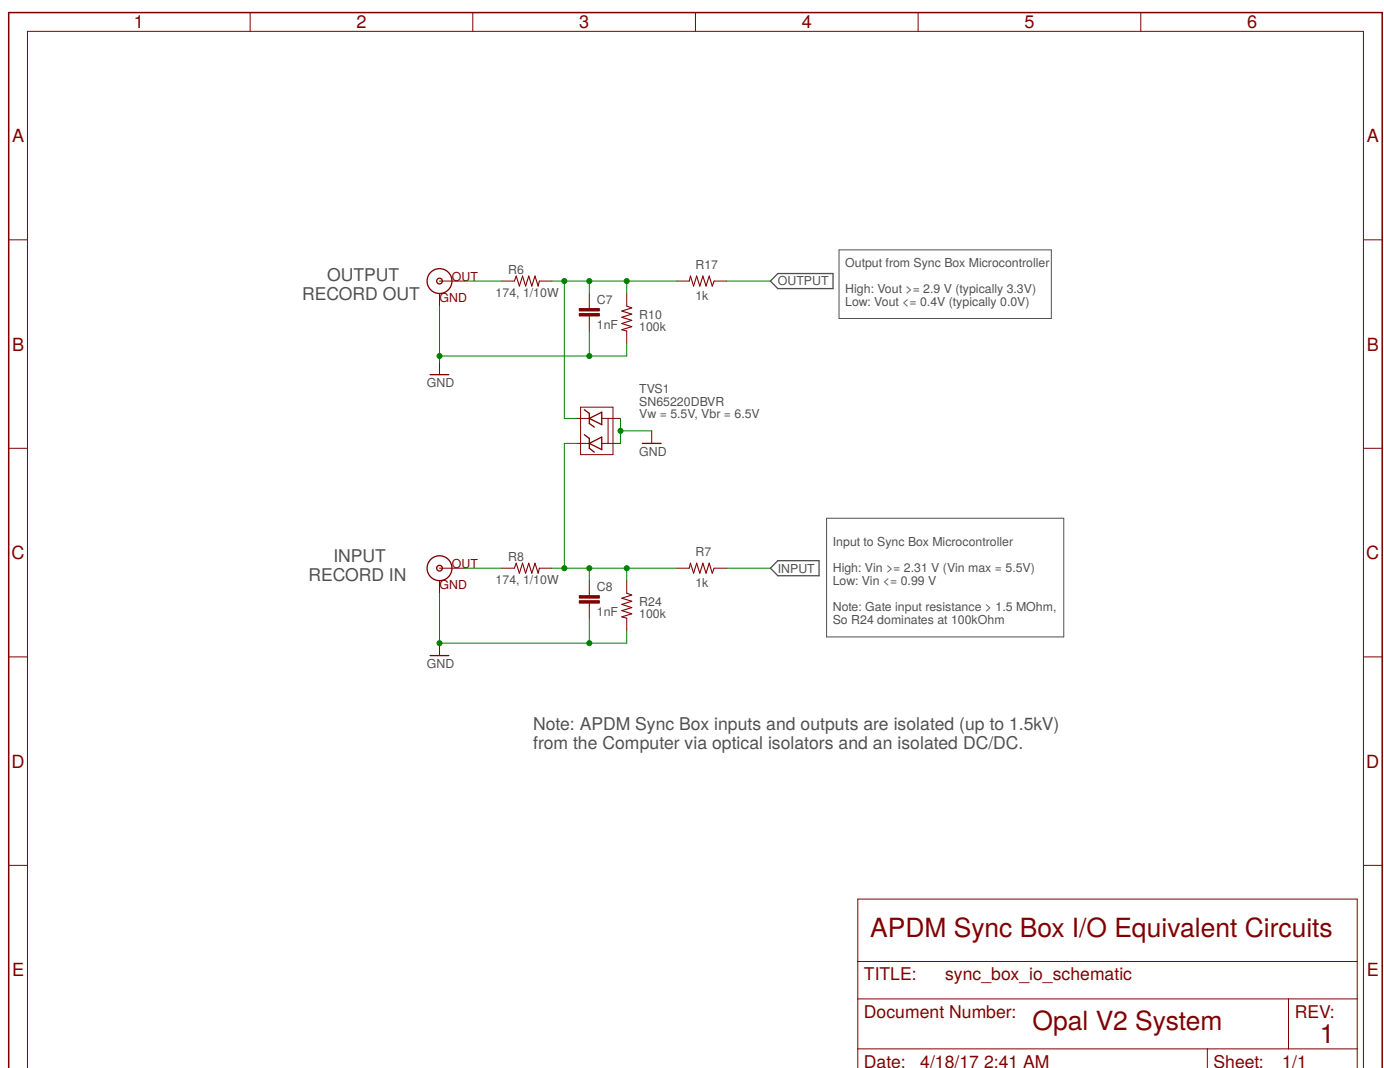 1 2 3 4 5 6
A A
B B
C C
D D
E E
OUTPUT
RECORD OUT
OUT
GND
R6
174, 1/10W
C7
1nF
R10
100k
R17
1k
OUTPUT
Output from Sync Box Microcontroller
High: Vout >= 2.9 V (typically 3.3V)
Low: Vout <= 0.4V (typically 0.0V)
GND
TVS1
SN65220DBVR
Vw = 5.5V, Vbr = 6.5V
GND
INPUT
RECORD IN
OUT
GND
R8
174, 1/10W
C8
1nF
R24
100k
R7
1k
INPUT
Input to Sync Box Microcontroller
High: Vin >= 2.31 V (Vin max = 5.5V)
Low: Vin <= 0.99 V
Note: Gate input resistance > 1.5 MOhm,
So R24 dominates at 100kOhm
GND
Note: APDM Sync Box inputs and outputs are isolated (up to 1.5kV)
from the Computer via optical isolators and an isolated DC/DC.
APDM Sync Box I/O Equivalent Circuits
TITLE: sync_box_io_schematic
Document Number: Opal V2 System
REV:
1
Date: 4/18/17 2:41 AM
Sheet: 1/1